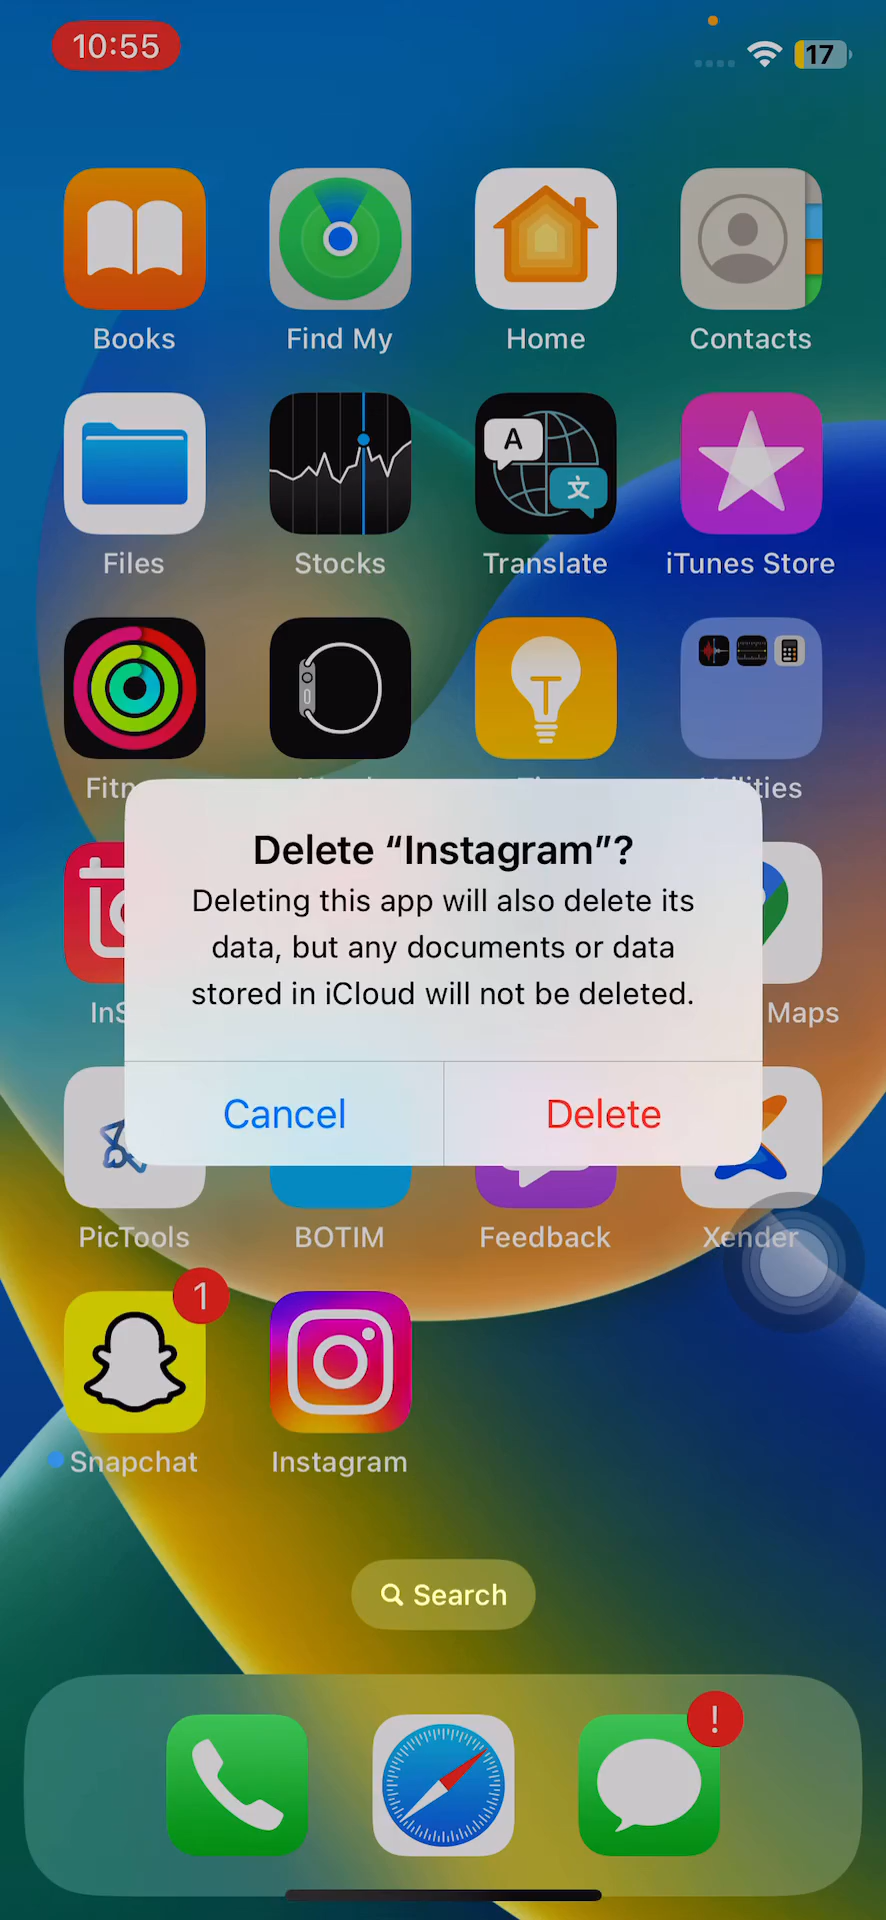 10:55
17
Books
Find My
Home
Contacts
A
文
Files
Stocks
Translate
iTunes Store
T
Delete “Instagram”?
Deleting this app will also delete its
data, but any documents or data
stored in iCloud will not be deleted.
Maps
Cancel
Delete
PicTools
BOTIM
Feedback
Xender
1
Snapchat
Instagram
Search
!